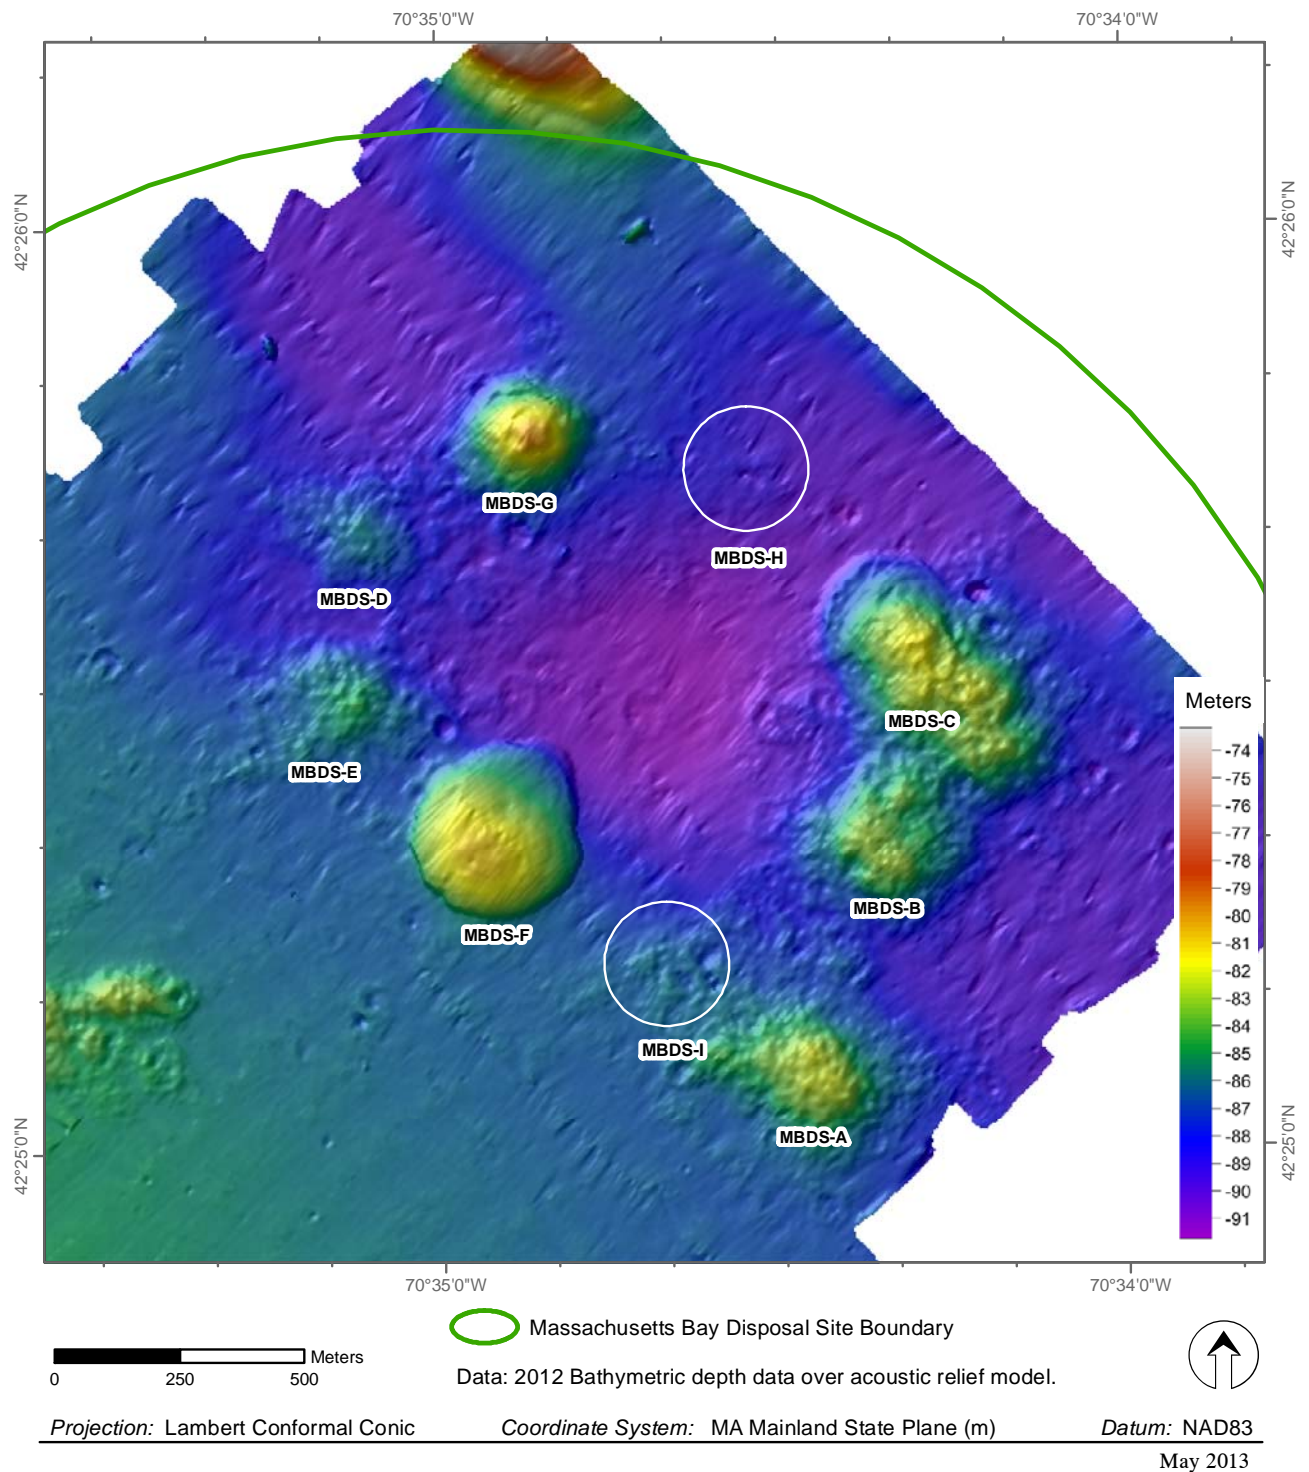 70°35'0"W
70°34'0"W
42°26'0"N
42°26'0"N
MBDS-G
MBDS-H
MBDS-D
MBDS-C
Meters
-74
-75
-76
-77
-78
-79
-80
-81
-82
-83
-84
-85
-86
-87
-88
-89
-90
-91
MBDS-E
MBDS-B
MBDS-F
MBDS-I
MBDS-A
42°25'0"N
42°25'0"N
70°35'0"W
70°34'0"W
Massachusetts Bay Disposal Site Boundary
Meters
0 250 500
Data: 2012 Bathymetric depth data over acoustic relief model.
Projection: Lambert Conformal Conic Coordinate System: MA Mainland State Plane (m) Datum: NAD83
May 2013